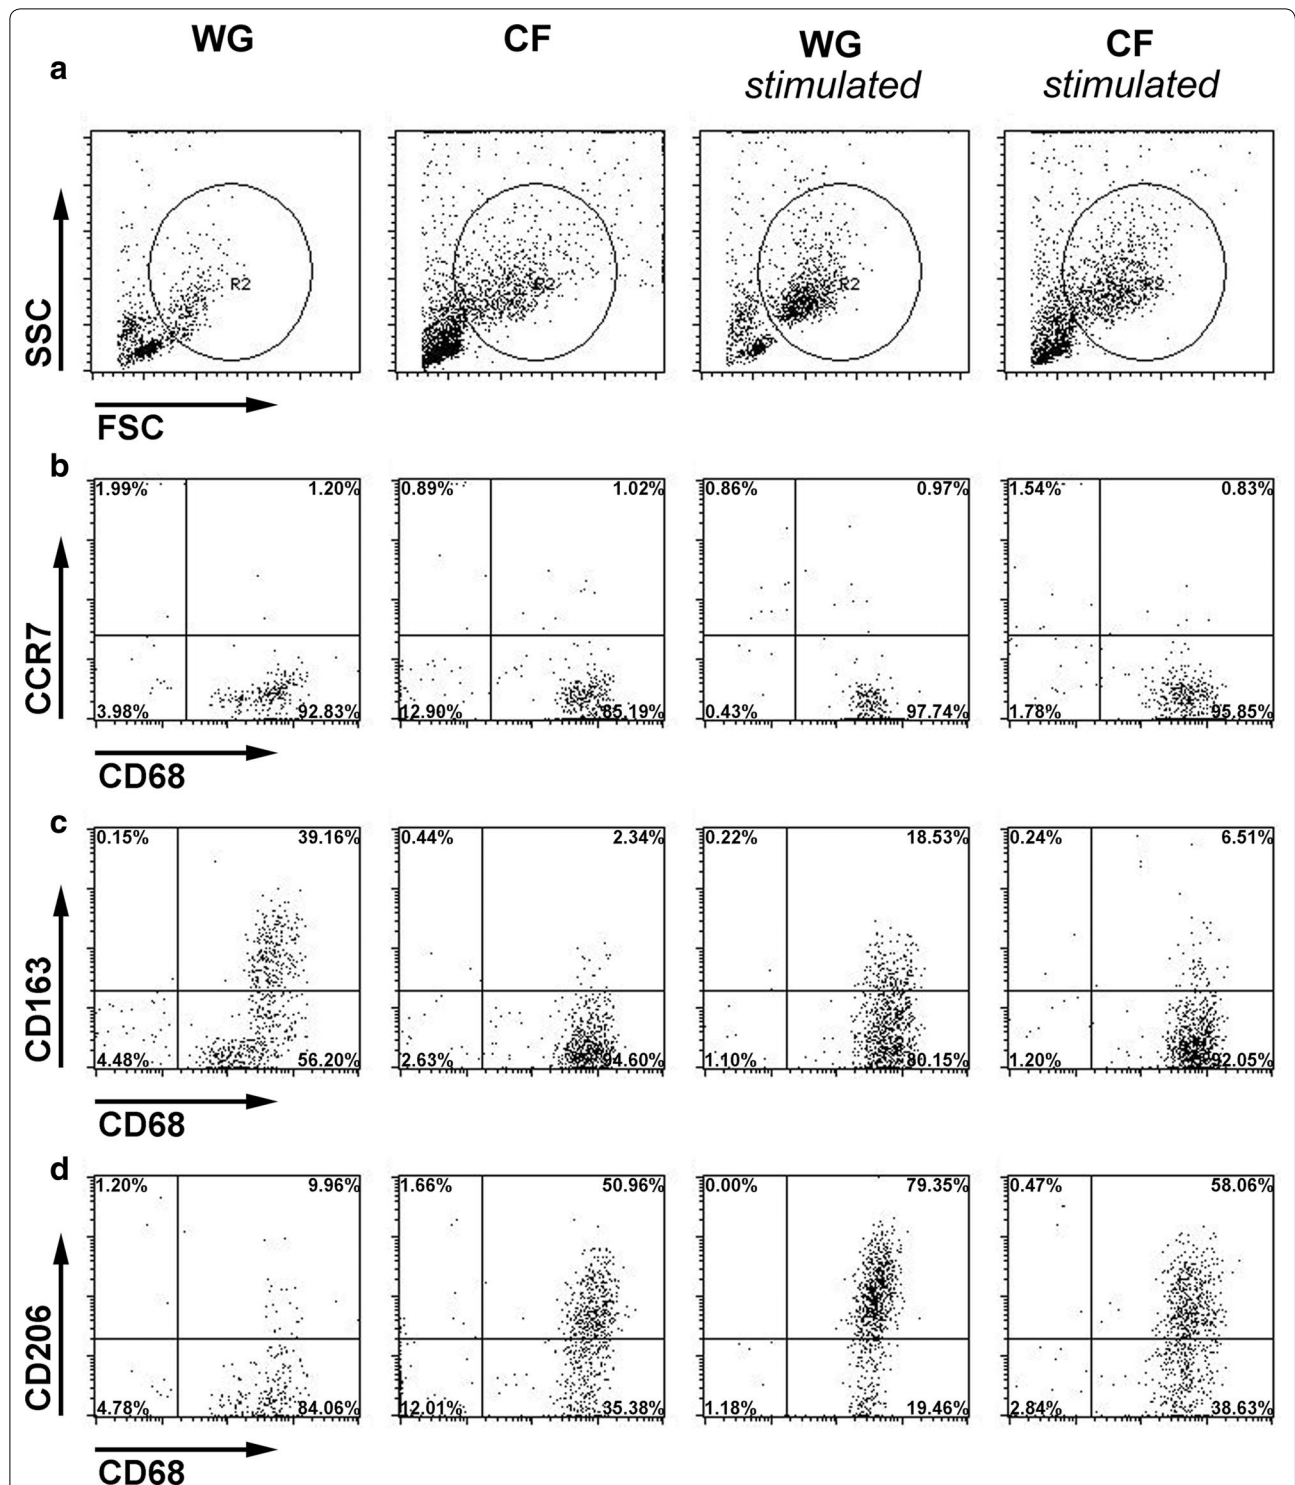 WG CF WG CF
stimulated stimulated
a
SSC
R2 R2 R2 R2
FSC
b
CCR7
1.99% 1.20% 0.89% 1.02% 0.86% 0.97% 1.54% 0.83%
3.98% 92.83% 12.90% 85.19% 0.43% 97.74% 1.78% 95.85%
CD68
c
CD163
0.15% 39.16% 0.44% 2.34% 0.22% 18.53% 0.24% 6.51%
4.48% 56.20% 2.63% 94.60% 1.10% 80.15% 1.20% 92.05%
CD68
d
CD206
1.20% 9.96% 1.66% 50.96% 0.00% 79.35% 0.47% 58.06%
4.78% 84.06% 12.01% 35.38% 1.18% 19.46% 2.84% 38.63%
CD68